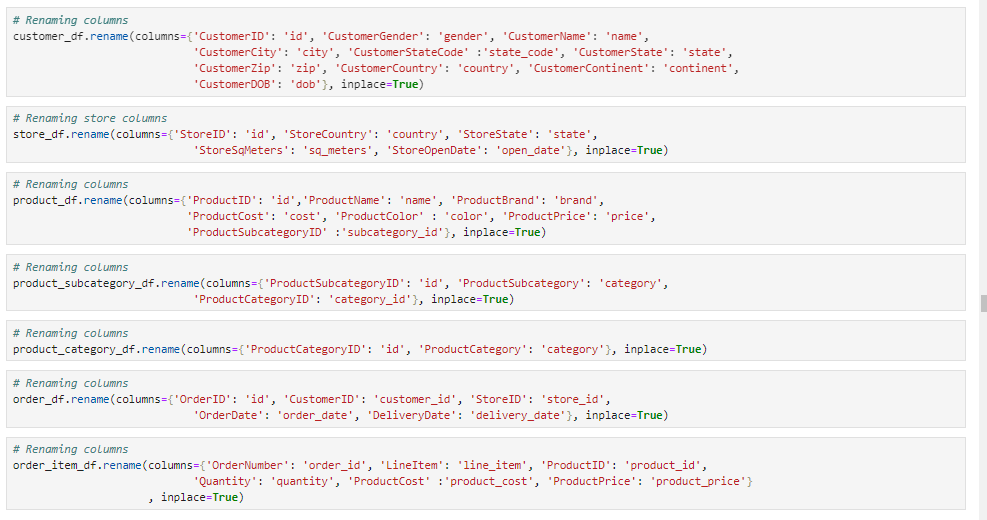 # Renaming columns
customer_df.rename(columns={'CustomerID': 'id', 'CustomerGender': 'gender', 'CustomerName': 'name',
'CustomerCity': 'city', 'CustomerStateCode' :'state_code', 'CustomerState': 'state',
'CustomerZip': 'zip', 'CustomerCountry': 'country', 'CustomerContinent': 'continent',
'CustomerDOB': 'dob'}, inplace=True)
# Renaming store columns
store_df.rename(columns={'StoreID': 'id', 'StoreCountry': 'country', 'StoreState': 'state',
'StoreSqMeters': 'sq_meters', 'StoreOpenDate': 'open_date'}, inplace=True)
# Renaming columns
product_df.rename(columns={'ProductID': 'id','ProductName': 'name', 'ProductBrand': 'brand',
'ProductCost': 'cost', 'ProductColor' : 'color', 'ProductPrice': 'price',
'ProductSubcategoryID' :'subcategory_id'}, inplace=True)
# Renaming columns
product_subcategory_df.rename(columns={'ProductSubcategoryID': 'id', 'ProductSubcategory': 'category',
'ProductCategoryID': 'category_id'}, inplace=True)
# Renaming columns
product_category_df.rename(columns={'ProductCategoryID': 'id', 'ProductCategory': 'category'}, inplace=True)
# Renaming columns
order_df.rename(columns={'OrderID': 'id', 'CustomerID': 'customer_id', 'StoreID': 'store_id',
'OrderDate': 'order_date', 'DeliveryDate': 'delivery_date'}, inplace=True)
# Renaming columns
order_item_df.rename(columns={'OrderNumber': 'order_id', 'LineItem': 'line_item', 'ProductID': 'product_id',
'Quantity': 'quantity', 'ProductCost' :'product_cost', 'ProductPrice': 'product_price'}
, inplace=True)